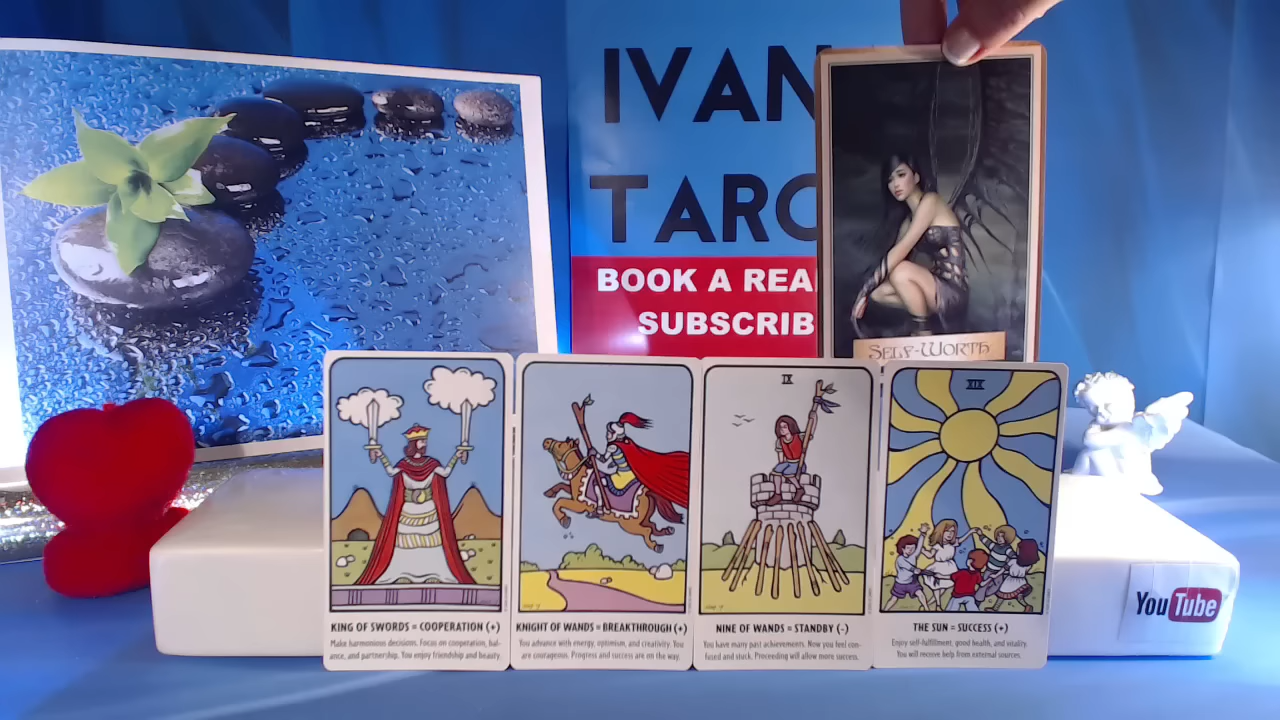 IVAN
TARO
BOOK A REA
SUBSCRIB
SELF-WORTH
KING OF SWORDS = COOPERATION (+)
Make harmonious decisions. Focus on cooperation, bal-
ance, and partnership. You enjoy friendship and beauty.
KNIGHT OF WANDS = BREAKTHROUGH (+)
You advance with energy, optimism, and creativity. You
are courageous. Progress and success are on the way.
IX
NINE OF WANDS = STANDBY (-)
You have many past achievements. Now you feel con-
fused and stuck. Proceeding will allow more success.
XIX
THE SUN = SUCCESS (+)
Enjoy self-fulfillment, good health, and vitality.
You will receive help from external sources.
YouTube